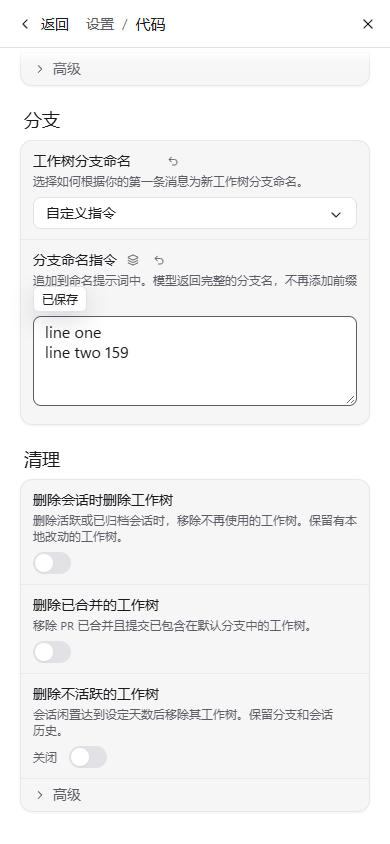 返回 设置 / 代码
高级
分支
工作树分支命名
选择如何根据你的第一条消息为新工作树分支命名。
自定义指令
分支命名指令
追加到命名提示词中。模型返回完整的分支名，不再添加前缀
已保存
line one
line two 159
清理
删除会话时删除工作树
删除活跃或已归档会话时，移除不再使用的工作树。保留有本
地改动的工作树。
删除已合并的工作树
移除 PR 已合并且提交已包含在默认分支中的工作树。
删除不活跃的工作树
会话闲置达到设定天数后移除其工作树。保留分支和会话
历史。
关闭
高级